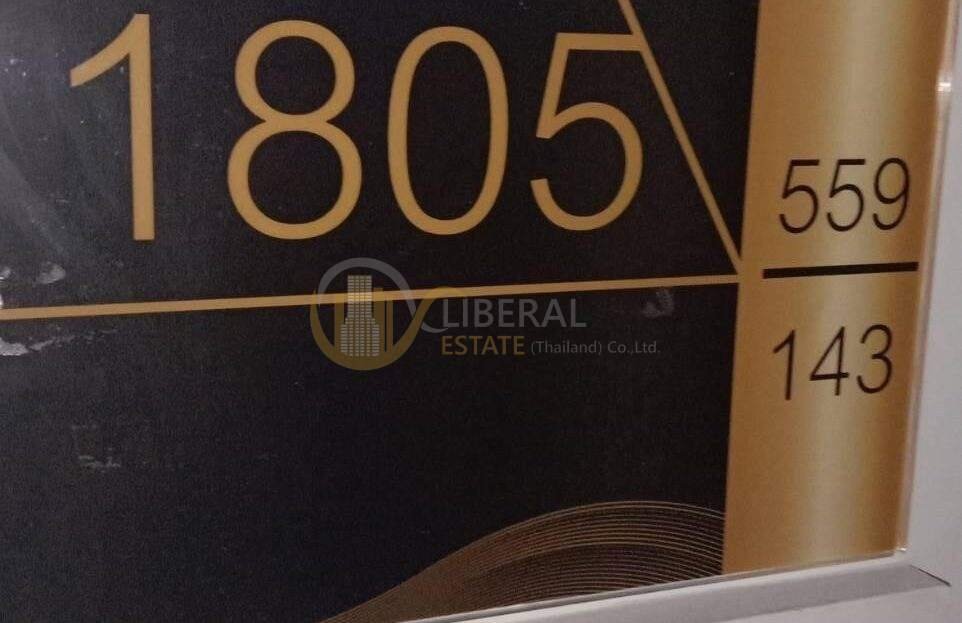 1805
559
143
LIBERAL
ESTATE (Thailand) Co.,Ltd.